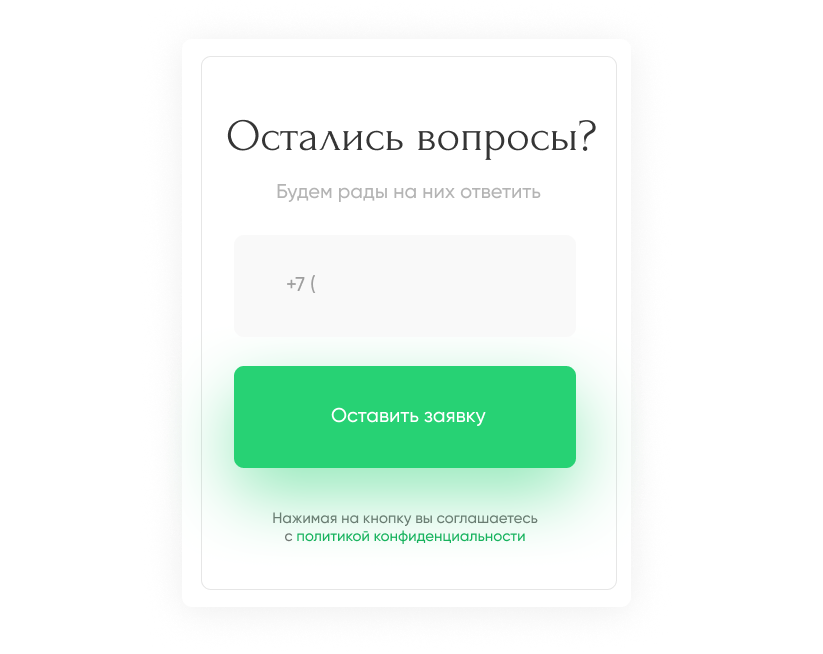 Остались вопросы?
Будем рады на них ответить
+7 (
Оставить заявку
Нажимая на кнопку вы соглашаетесь
с политикой конфиденциальности